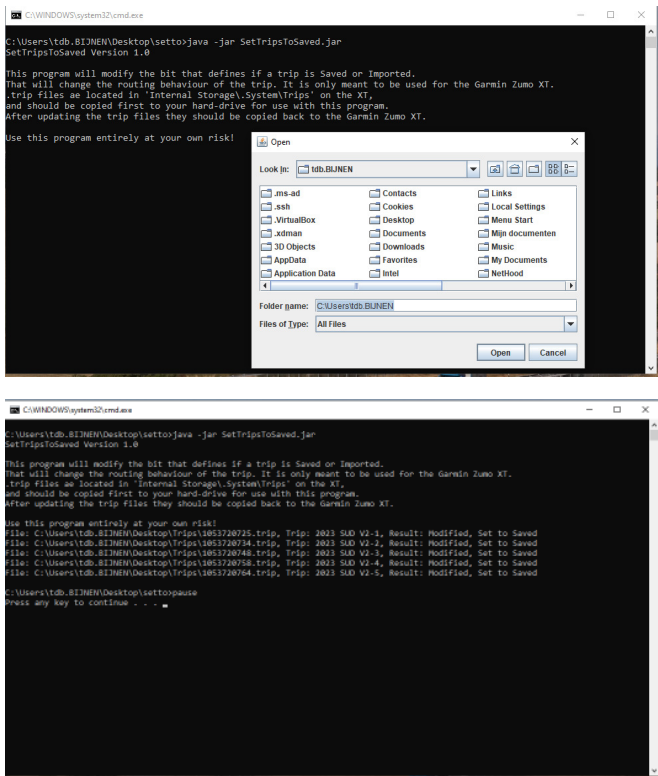 C:\WINDOWS\system32\cmd.exe
C:\Users\tdb.BIJNEN\Desktop\setto>java -jar SetTripsToSaved.jar
SetTripsToSaved Version 1.0
This program will modify the bit that defines if a trip is Saved or Imported.
That will change the routing behaviour of the trip. It is only meant to be used for the Garmin Zumo XT.
.trip files ae located in 'Internal Storage\.System\Trips' on the XT,
and should be copied first to your hard-drive for use with this program.
After updating the trip files they should be copied back to the Garmin Zumo XT.
Use this program entirely at your own risk!
Open
Look In: tdb.BIJNEN
.ms-ad Contacts Links
.ssh Cookies Local Settings
.VirtualBox Desktop Menu Start
.xdman Documents Mijn documenten
3D Objects Downloads Music
AppData Favorites My Documents
Application Data Intel NetHood
Folder name: C:\Users\tdb.BIJNEN
Files of Type: All Files
Open Cancel
C:\WINDOWS\system32\cmd.exe
C:\Users\tdb.BIJNEN\Desktop\setto>java -jar SetTripsToSaved.jar
SetTripsToSaved Version 1.0
This program will modify the bit that defines if a trip is Saved or Imported.
That will change the routing behaviour of the trip. It is only meant to be used for the Garmin Zumo XT.
.trip files ae located in 'Internal Storage\.System\Trips' on the XT,
and should be copied first to your hard-drive for use with this program.
After updating the trip files they should be copied back to the Garmin Zumo XT.
Use this program entirely at your own risk!
File: C:\Users\tdb.BIJNEN\Desktop\Trips\1053720725.trip, Trip: 2023 SUD V2-1, Result: Modified, Set to Saved
File: C:\Users\tdb.BIJNEN\Desktop\Trips\1053720734.trip, Trip: 2023 SUD V2-2, Result: Modified, Set to Saved
File: C:\Users\tdb.BIJNEN\Desktop\Trips\1053720748.trip, Trip: 2023 SUD V2-3, Result: Modified, Set to Saved
File: C:\Users\tdb.BIJNEN\Desktop\Trips\1053720758.trip, Trip: 2023 SUD V2-4, Result: Modified, Set to Saved
File: C:\Users\tdb.BIJNEN\Desktop\Trips\1053720764.trip, Trip: 2023 SUD V2-5, Result: Modified, Set to Saved
C:\Users\tdb.BIJNEN\Desktop\setto>pause
Press any key to continue . . .